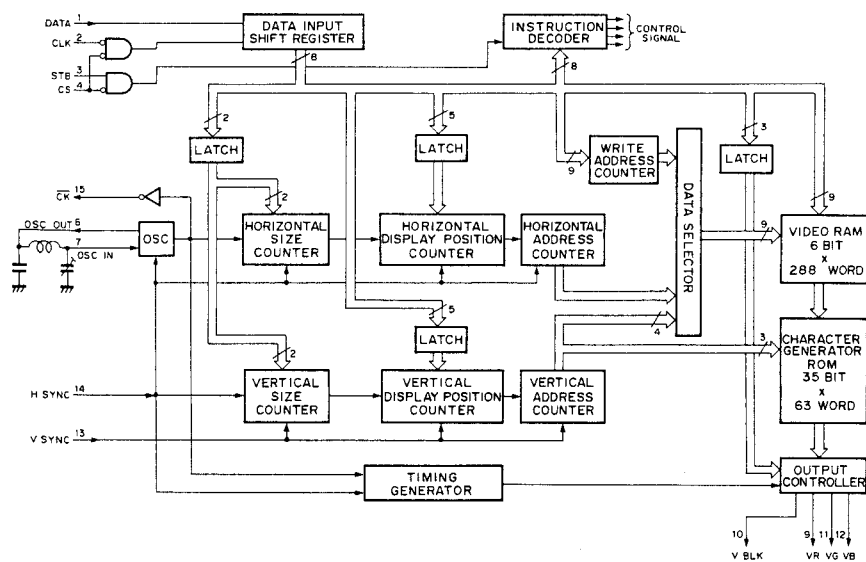 DATA 1
CLK 2
STB 3
CS 4
DATA INPUT
SHIFT REGISTER
8
INSTRUCTION
DECODER
CONTROL
SIGNAL
8
2
LATCH
5
LATCH
9
WRITE
ADDRESS
COUNTER
DATA SELECTOR
3
LATCH
9
CK 15
OSC OUT 6
7
OSC IN
OSC
2
HORIZONTAL
SIZE
COUNTER
HORIZONTAL
DISPLAY POSITION
COUNTER
HORIZONTAL
ADDRESS
COUNTER
9
VIDEO RAM
6 BIT
x
288 WORD
5
LATCH
4
3
CHARACTER
GENERATOR
ROM
35 BIT
x
63 WORD
2
H SYNC 14
VERTICAL
SIZE
COUNTER
VERTICAL
DISPLAY POSITION
COUNTER
VERTICAL
ADDRESS
COUNTER
V SYNC 13
TIMING
GENERATOR
OUTPUT
CONTROLLER
10 9 11 12
V BLK VR VG VB